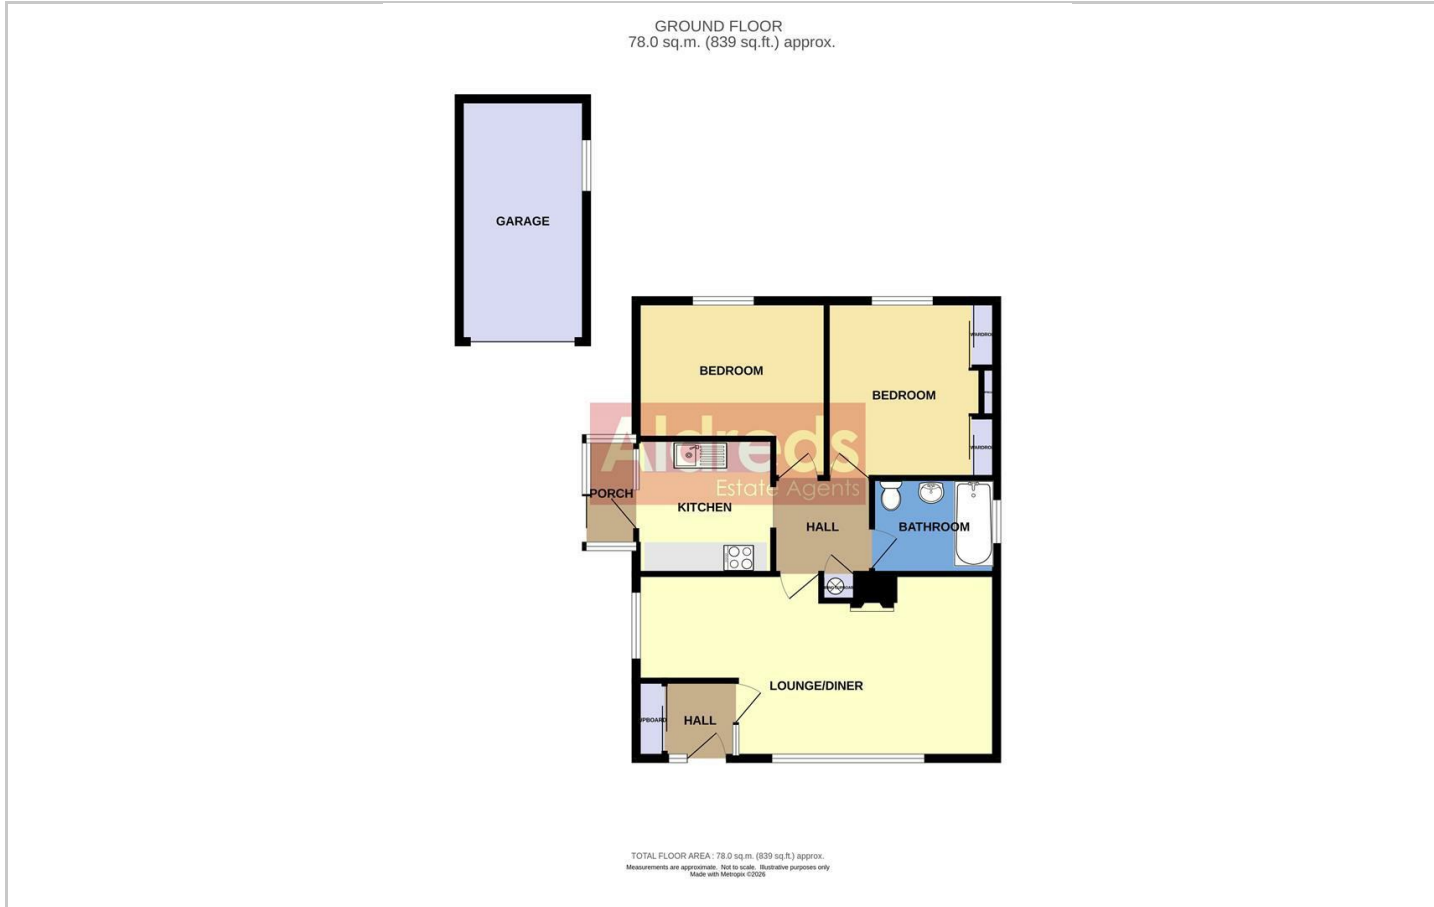 GROUND FLOOR
78.0 sq.m. (839 sq.ft.) approx.
GARAGE
BEDROOM
BEDROOM
Aldreds
Estate Agents
PORCH
KITCHEN
HALL
BATHROOM
LOUNGE/DINER
HALL
TOTAL FLOOR AREA : 78.0 sq.m. (839 sq.ft.) approx.
Measurements are approximate. Not to scale. Illustrative purposes only
Made with Metropix ©2026